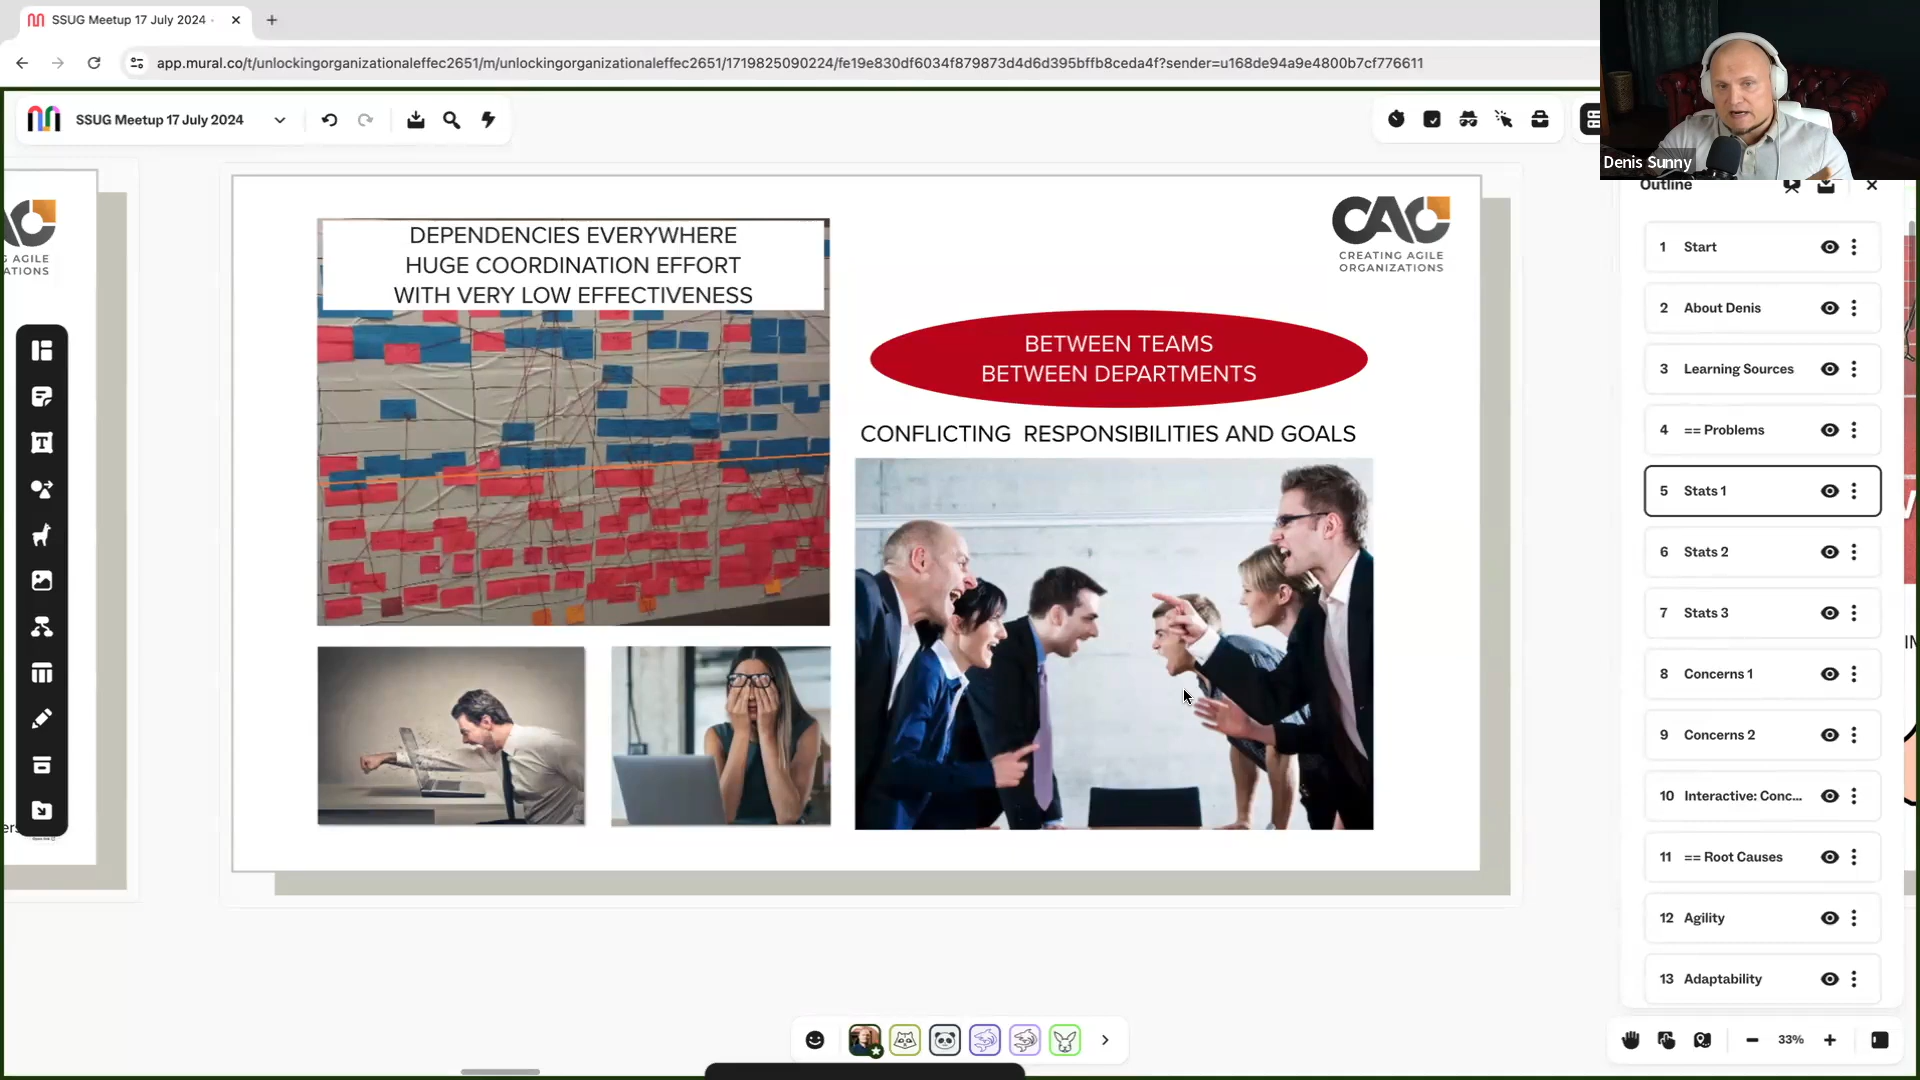 SSUG Meetup 17 July 2024
app.mural.co/t/unlockingorganizationaleffec2651/m/unlockingorganizationaleffec2651/1719825090224/fe19e830df6034f879873d4d6d395bffb8ceda4f?sender=u168de94a9e4800b7cf776611
Denis Sunny
SSUG Meetup 17 July 2024
G AGILE
ATIONS
DEPENDENCIES EVERYWHERE
HUGE COORDINATION EFFORT
WITH VERY LOW EFFECTIVENESS
CAO
CREATING AGILE
ORGANIZATIONS
BETWEEN TEAMS
BETWEEN DEPARTMENTS
CONFLICTING RESPONSIBILITIES AND GOALS
Outline
1 Start
2 About Denis
3 Learning Sources
4 == Problems
5 Stats 1
6 Stats 2
7 Stats 3
8 Concerns 1
9 Concerns 2
10 Interactive: Conc...
11 == Root Causes
12 Agility
13 Adaptability
33%